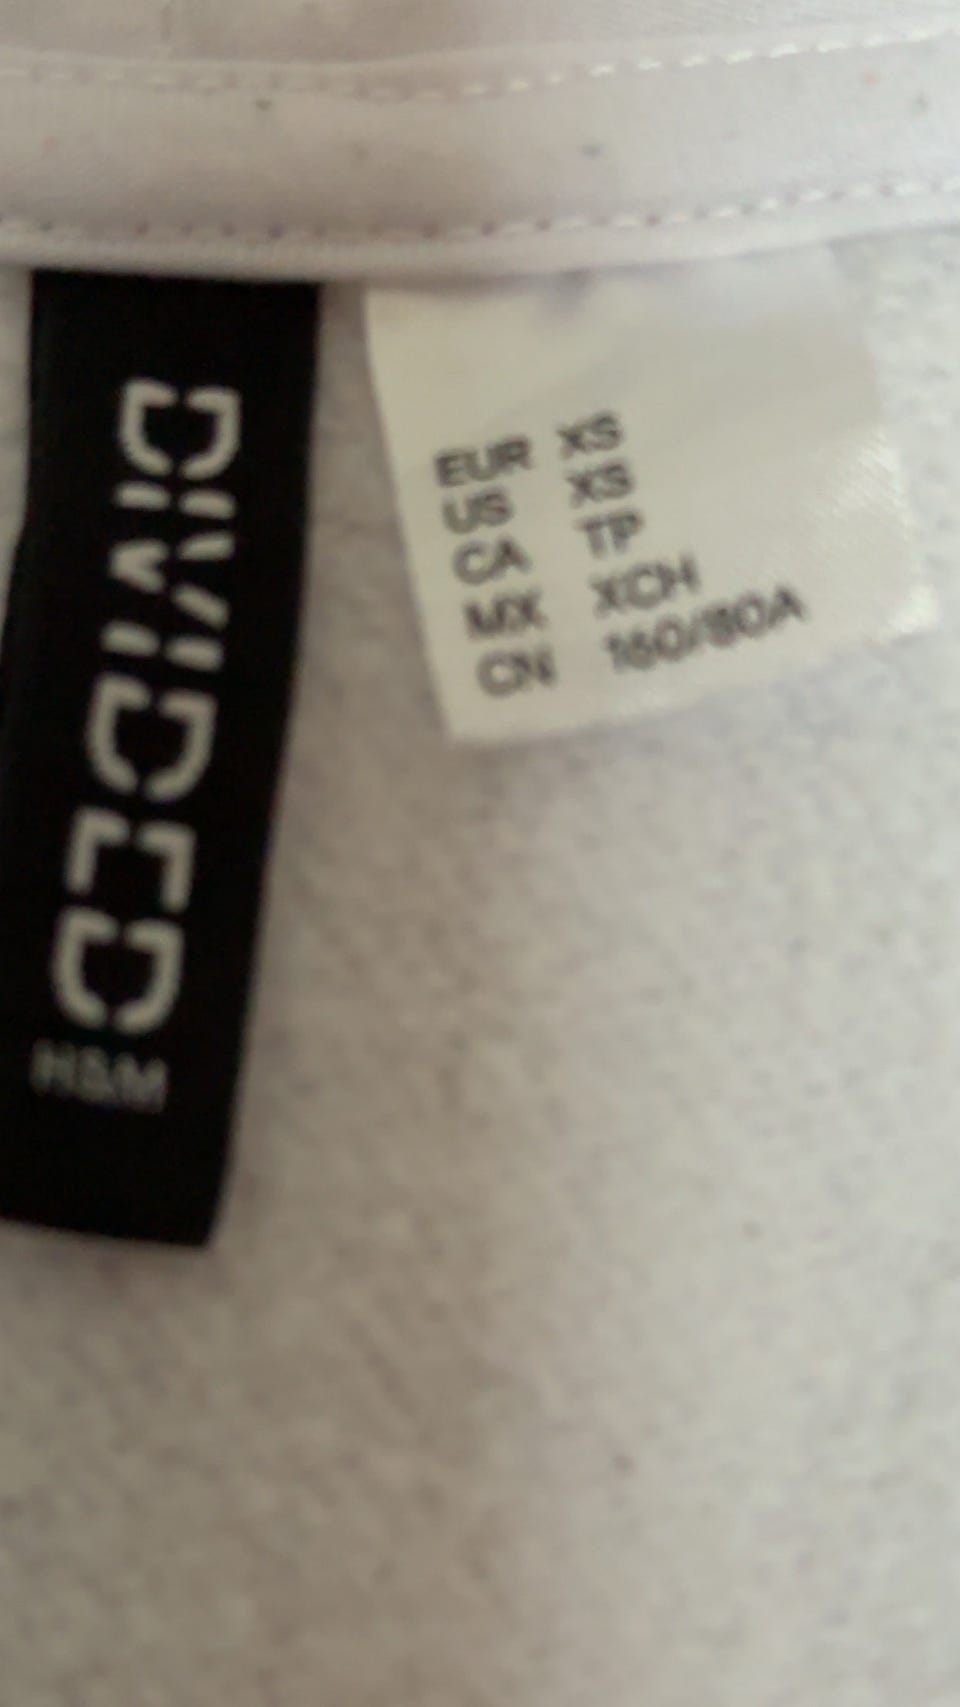 DIVIDED
H&M
EUR XS
US XS
CA TP
MX XCH
CN 160/80A